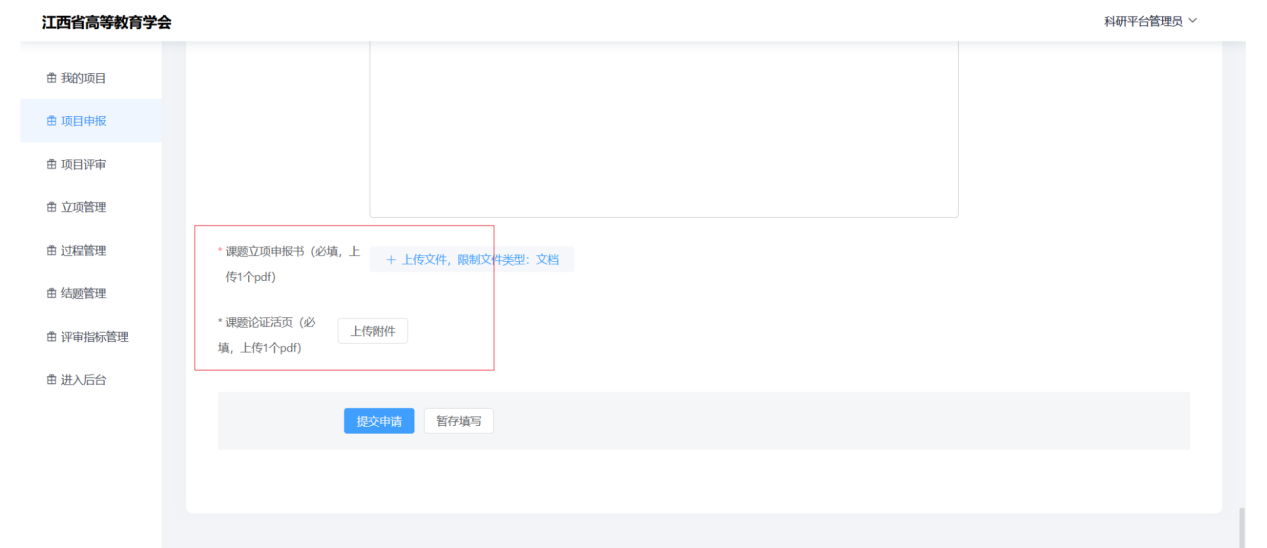 江西省高等教育学会
科研平台管理员
我的项目
项目申报
项目评审
立项管理
过程管理
结题管理
评审指标管理
进入后台
* 课题立项申报书（必填，上
传1个pdf)
+ 上传文件，限制文件类型：文档
* 课题论证活页（必
填，上传1个pdf)
上传附件
提交申请
暂存填写